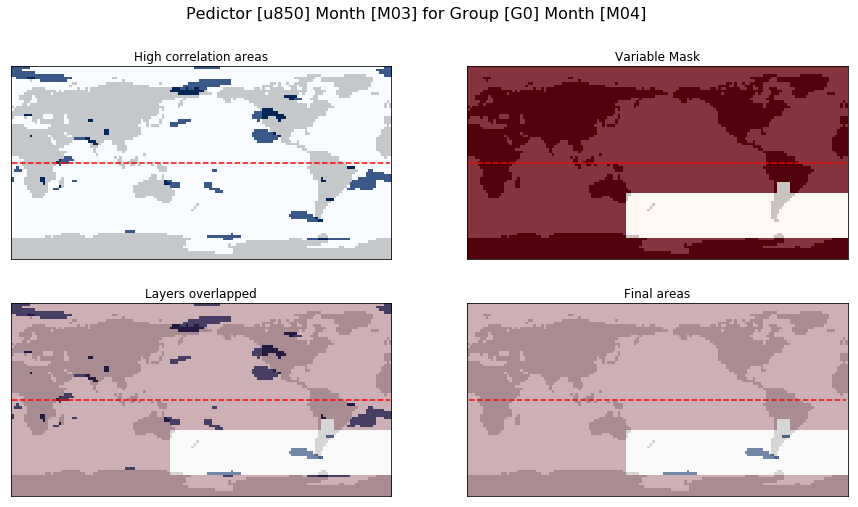 Pedictor [u850] Month [M03] for Group [G0] Month [M04]
High correlation areas
Variable Mask
Layers overlapped
Final areas